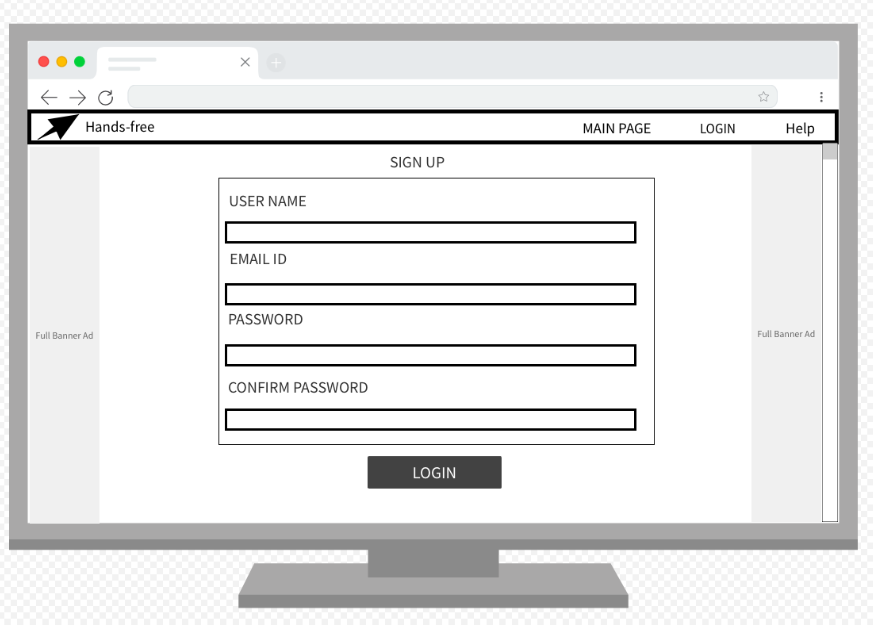 Hands-free MAIN PAGE LOGIN Help
SIGN UP
USER NAME
EMAIL ID
PASSWORD
Full Banner Ad
Full Banner Ad
CONFIRM PASSWORD
LOGIN